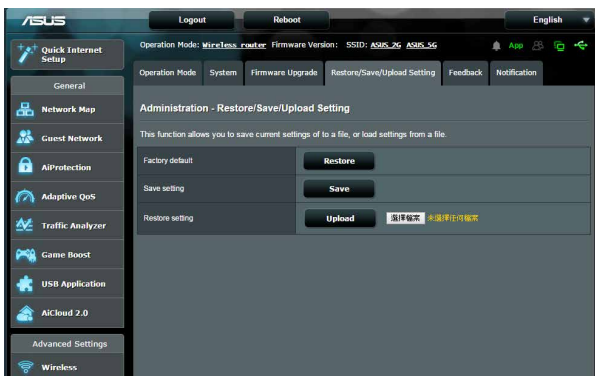 ASUS
Logout
Reboot
English
Quick Internet Setup
Operation Mode: Wireless router Firmware Version: SSID: ASUS_2G ASUS_5G
App
Operation Mode System Firmware Upgrade Restore/Save/Upload Setting Feedback Notification
General
Network Map
Guest Network
AiProtection
Adaptive QoS
Traffic Analyzer
Game Boost
USB Application
AiCloud 2.0
Advanced Settings
Wireless
Administration - Restore/Save/Upload Setting
This function allows you to save current settings of to a file, or load settings from a file.
Factory default Restore
Save setting Save
Restore setting Upload 選擇檔案 未選擇任何檔案